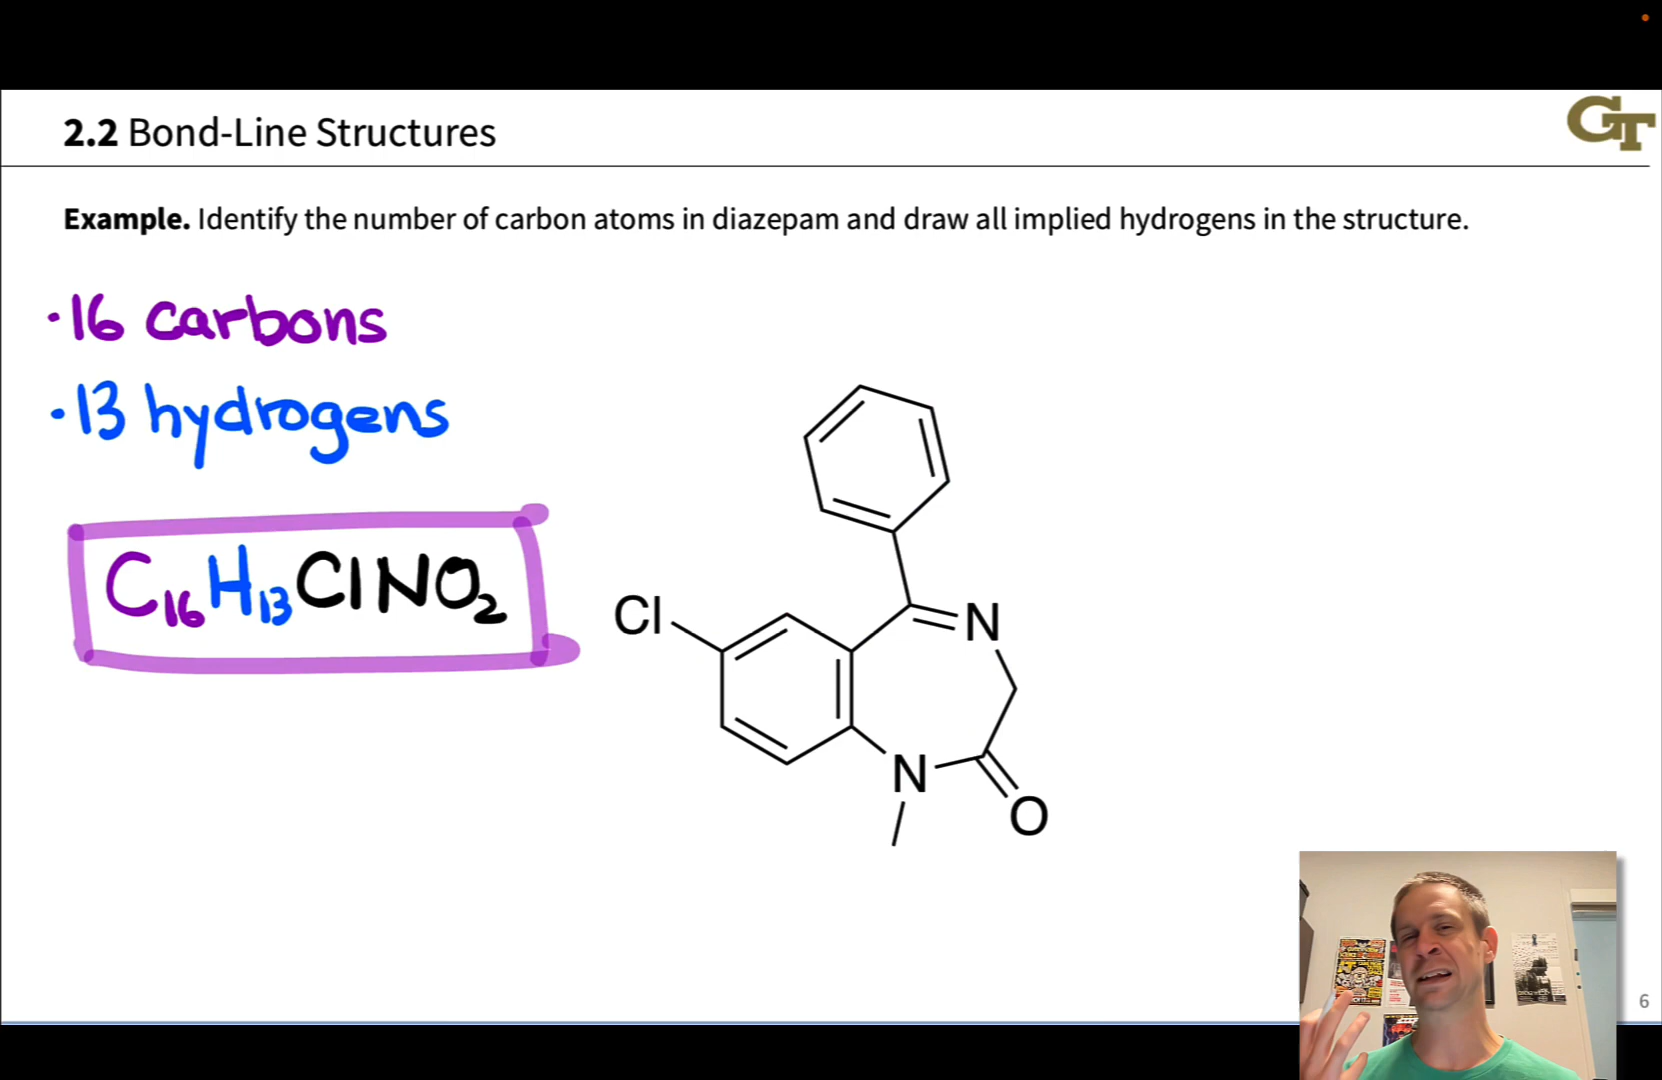 GT
2.2 Bond-Line Structures
Example. Identify the number of carbon atoms in diazepam and draw all implied hydrogens in the structure.
·16 carbons
·13 hydrogens
C₁₆H₁₃ClNO₂
Cl
N
N
O
6